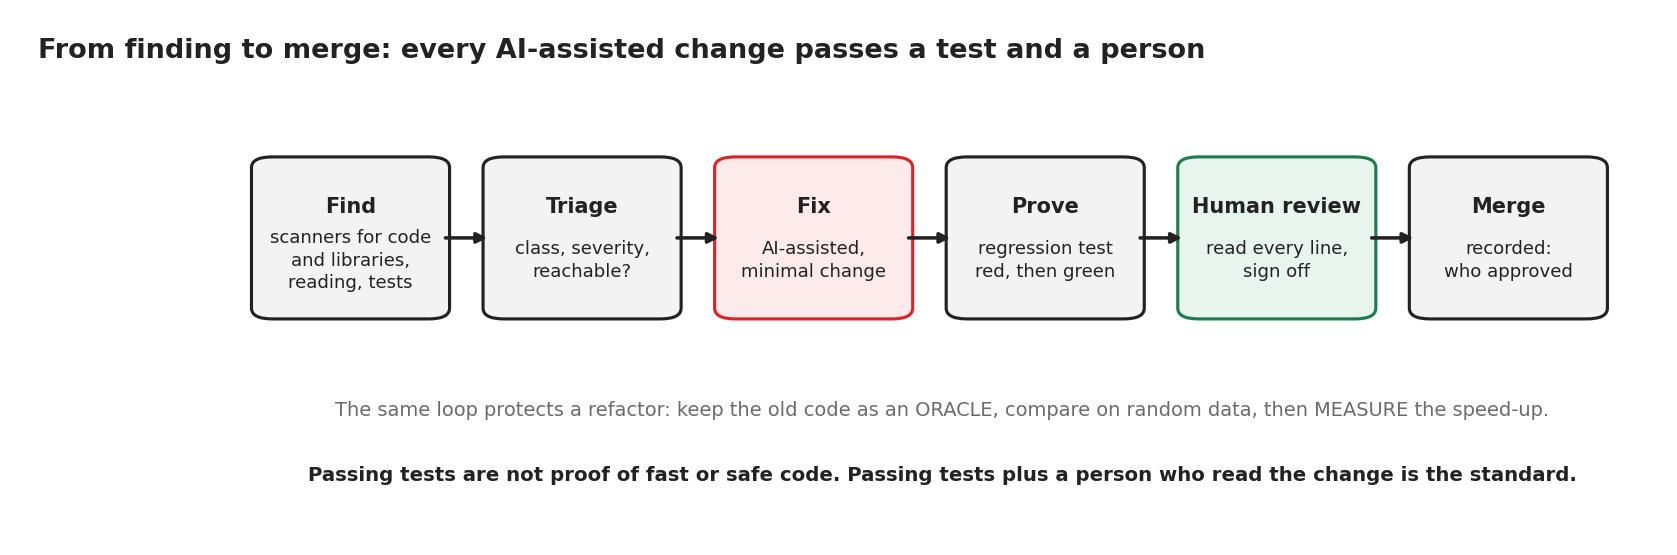 From finding to merge: every AI-assisted change passes a test and a person
Find
scanners for code
and libraries,
reading, tests
Triage
class, severity,
reachable?
Fix
AI-assisted,
minimal change
Prove
regression test
red, then green
Human review
read every line,
sign off
Merge
recorded:
who approved
The same loop protects a refactor: keep the old code as an ORACLE, compare on random data, then MEASURE the speed-up.
Passing tests are not proof of fast or safe code. Passing tests plus a person who read the change is the standard.